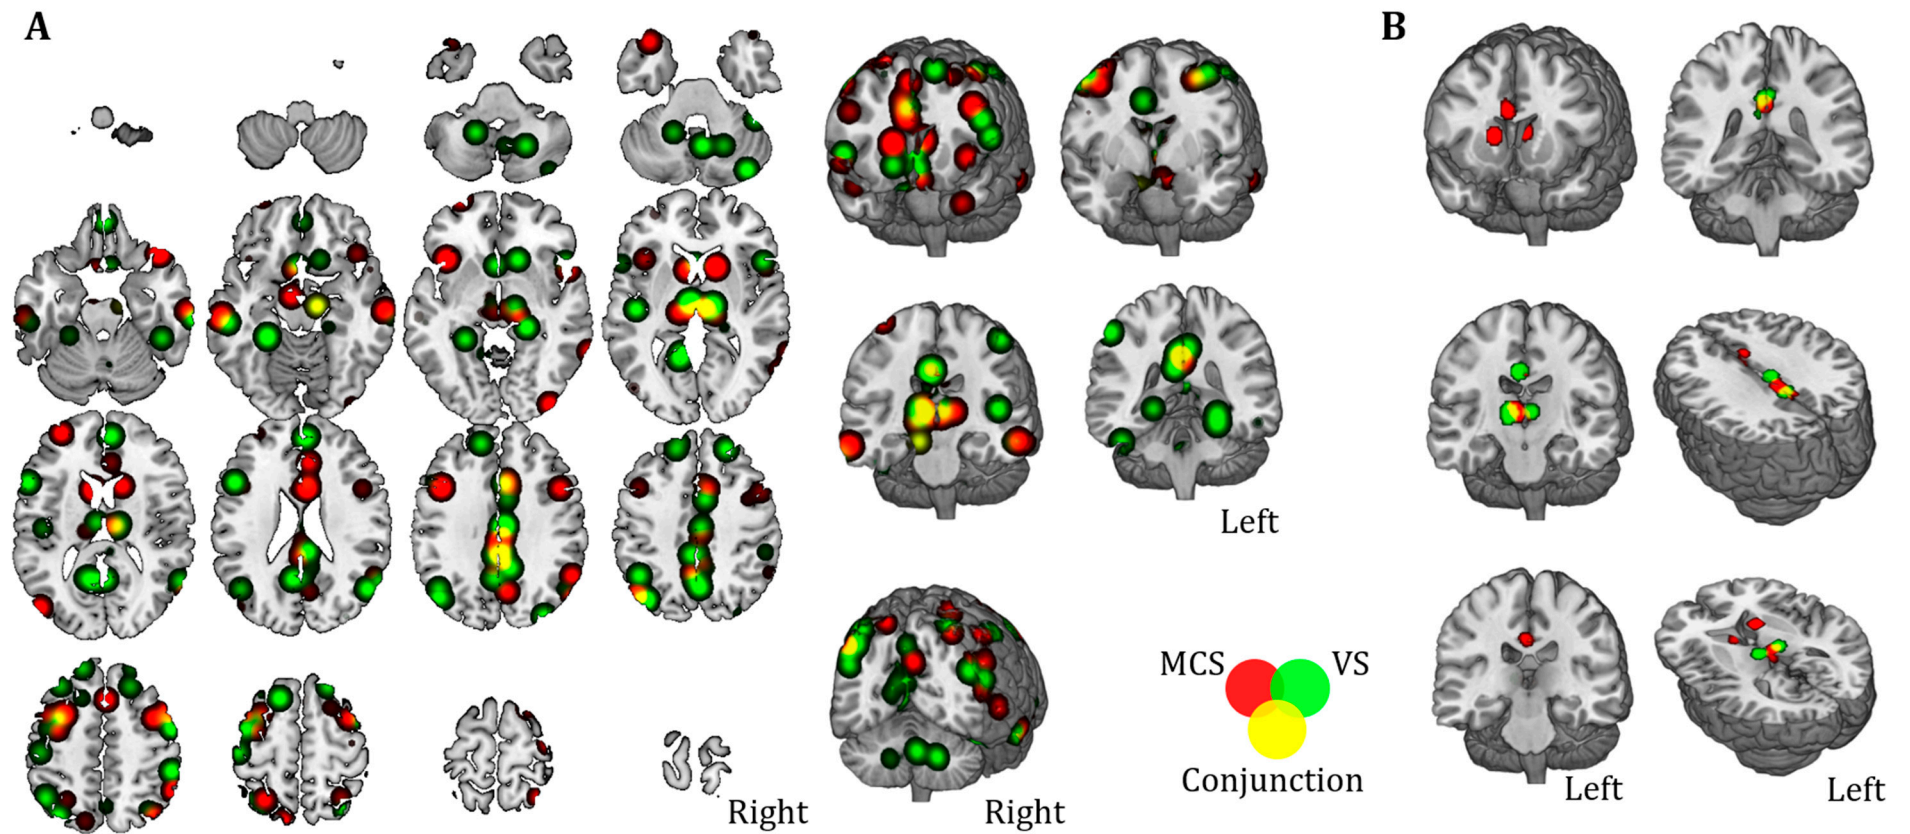 A
B
Left
MCS
VS
Conjunction
Right
Right
Left
Left